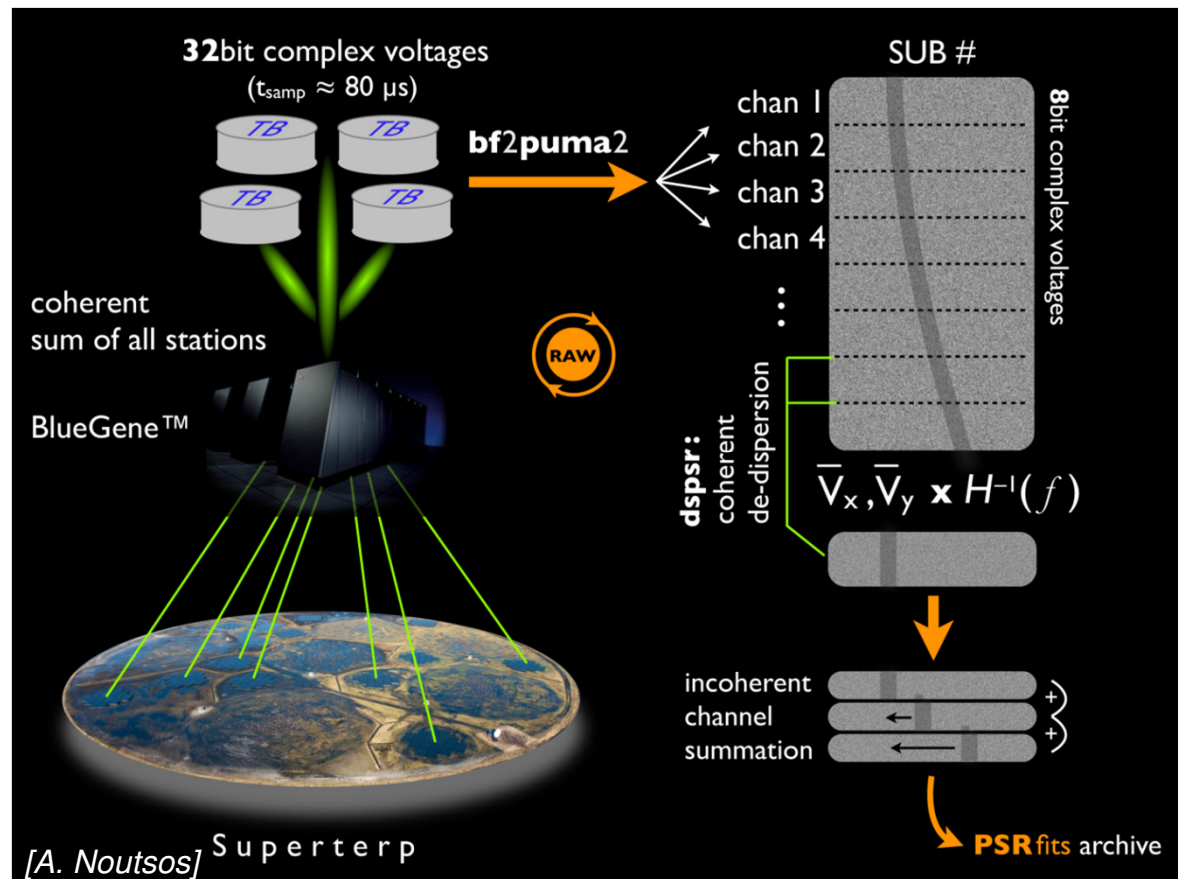 32bit complex voltages
(tsamp ≈ 80 μs)
TB
TB
TB
TB
bf2puma2
coherent
sum of all stations
BlueGene™
RAW
SUB #
chan 1
chan 2
chan 3
chan 4
...
8bit complex voltages
dspsr:
coherent
de-dispersion
V̅x,V̅y x H⁻¹(f)
incoherent
channel
summation
+
+
PSRfits archive
Superterp
[A. Noutsos]